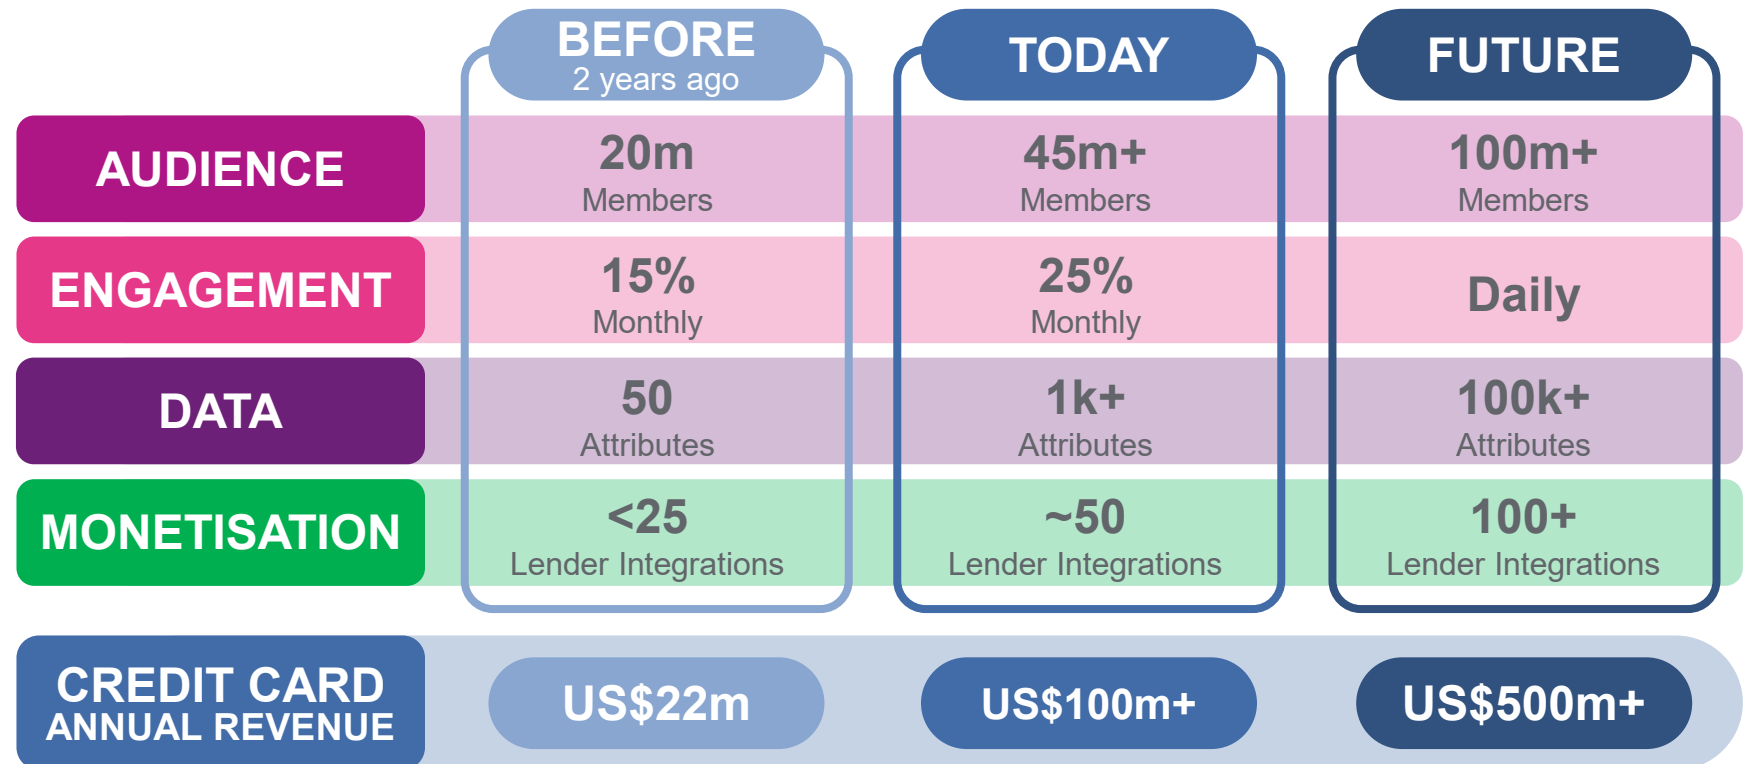 BEFORE
2 years ago
TODAY
FUTURE
AUDIENCE
20m
Members
45m+
Members
100m+
Members
ENGAGEMENT
15%
Monthly
25%
Monthly
Daily
DATA
50
Attributes
1k+
Attributes
100k+
Attributes
MONETISATION
<25
Lender Integrations
~50
Lender Integrations
100+
Lender Integrations
CREDIT CARD
ANNUAL REVENUE
US$22m
US$100m+
US$500m+